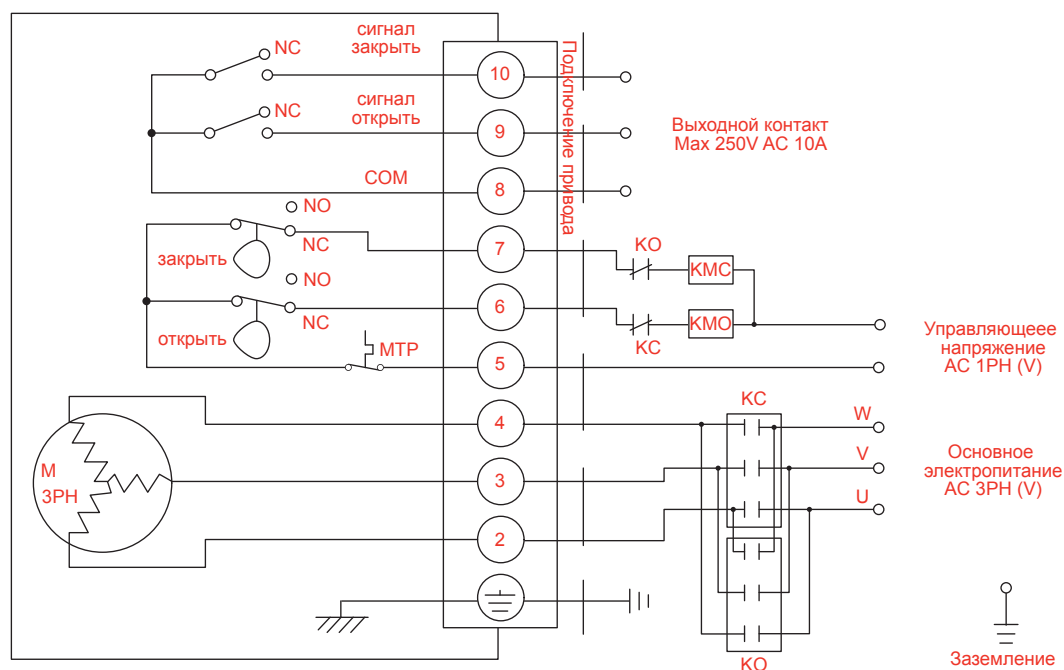 сигнал
закрыть
NC
10
сигнал
открыть
NC
9
Подключение привода
Выходной контакт
Max 250V AC 10A
COM
8
NO
NC
закрыть
7
KO
KMC
NO
NC
открыть
6
KMO
KC
Управляющеее
напряжение
AC 1PH (V)
MTP
5
KC
4
W
M
3PH
3
V
Основное
электропитание
AC 3PH (V)
U
2
KO
Заземление